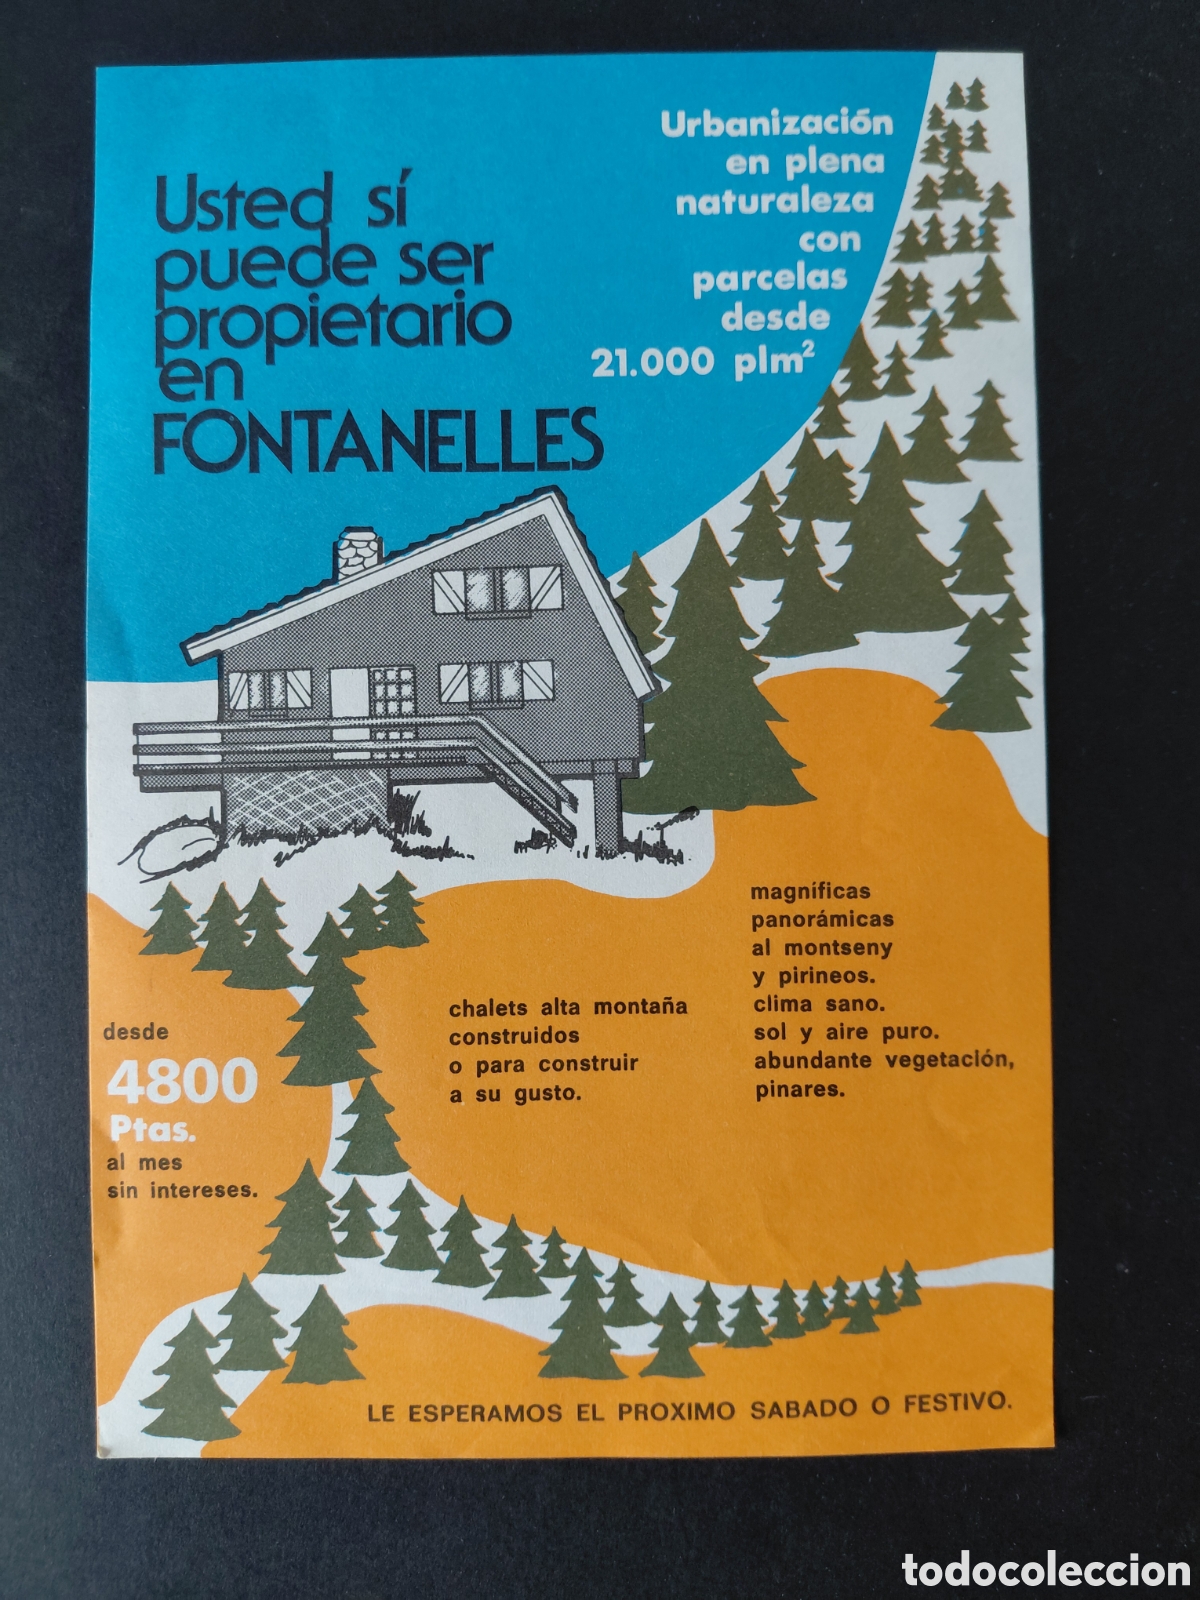 Usted sí
puede ser
propietario
en
FONTANELLES
Urbanización
en plena
naturaleza
con
parcelas
desde
21.000 plm²
magníficas
panorámicas
al montseny
y pirineos.
clima sano.
sol y aire puro.
abundante vegetación,
pinares.
chalets alta montaña
construidos
o para construir
a su gusto.
desde
4800
Ptas.
al mes
sin intereses.
LE ESPERAMOS EL PROXIMO SABADO O FESTIVO.
todocoleccion